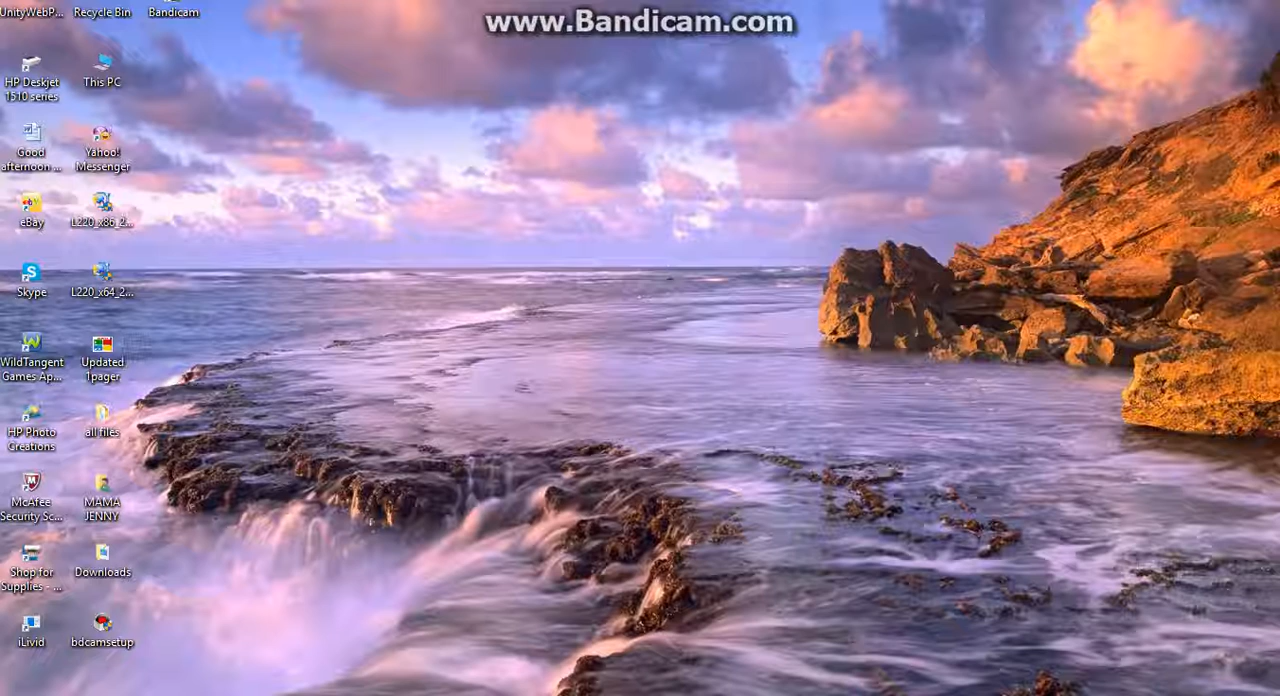 www.Bandicam.com
UnityWebP...
Recycle Bin
Bandicam
HP Deskjet
1510 series
This PC
Good
afternoon ...
Yahoo!
Messenger
eBay
L220_x86_2...
Skype
L220_x64_2...
WildTangent
Games Ap...
Updated
1pager
HP Photo
Creations
all files
McAfee
Security Sc...
MAMA
JENNY
Shop for
Supplies - ...
Downloads
iLivid
bdcamsetup